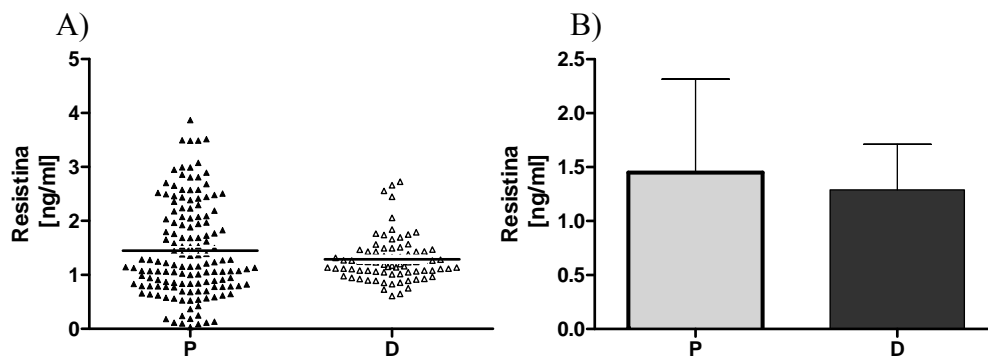 A)
Resistina
[ng/ml]
5
4
3
2
1
0
P
D
B)
Resistina
[ng/ml]
2.5
2.0
1.5
1.0
0.5
0.0
P
D